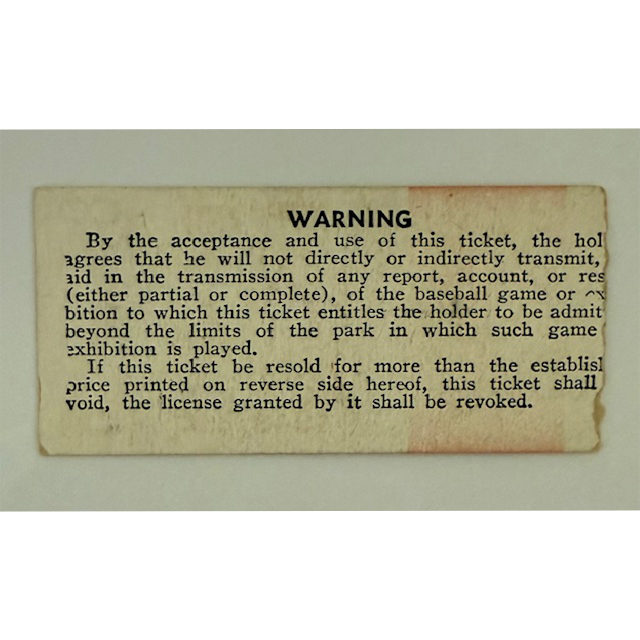 WARNING
By the acceptance and use of this ticket, the hol
agrees that he will not directly or indirectly transmit,
aid in the transmission of any report, account, or res
(either partial or complete), of the baseball game or ex
bition to which this ticket entitles the holder to be admit
beyond the limits of the park in which such game
exhibition is played.
If this ticket be resold for more than the establis
price printed on reverse side hereof, this ticket shall
void, the license granted by it shall be revoked.